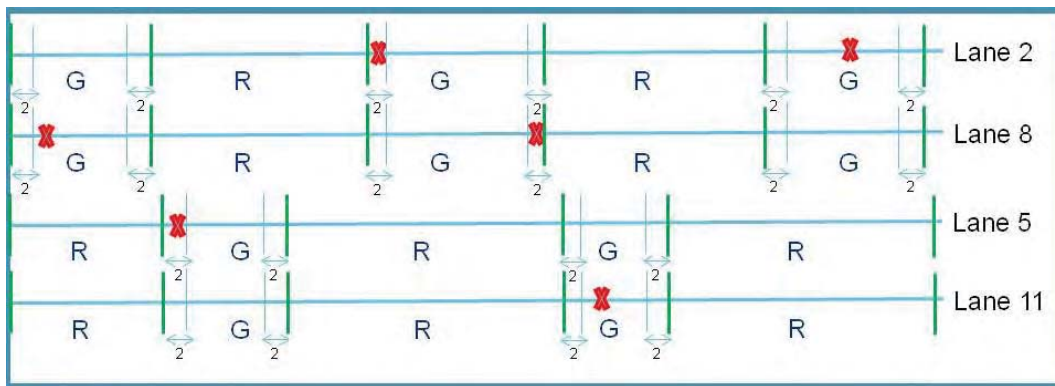 Lane 2
G R G R G
2 2 2 2 2 2
Lane 8
G R G R G
2 2 2 2 2 2
Lane 5
R G R G R
2 2 2 2
Lane 11
R G R G R
2 2 2 2